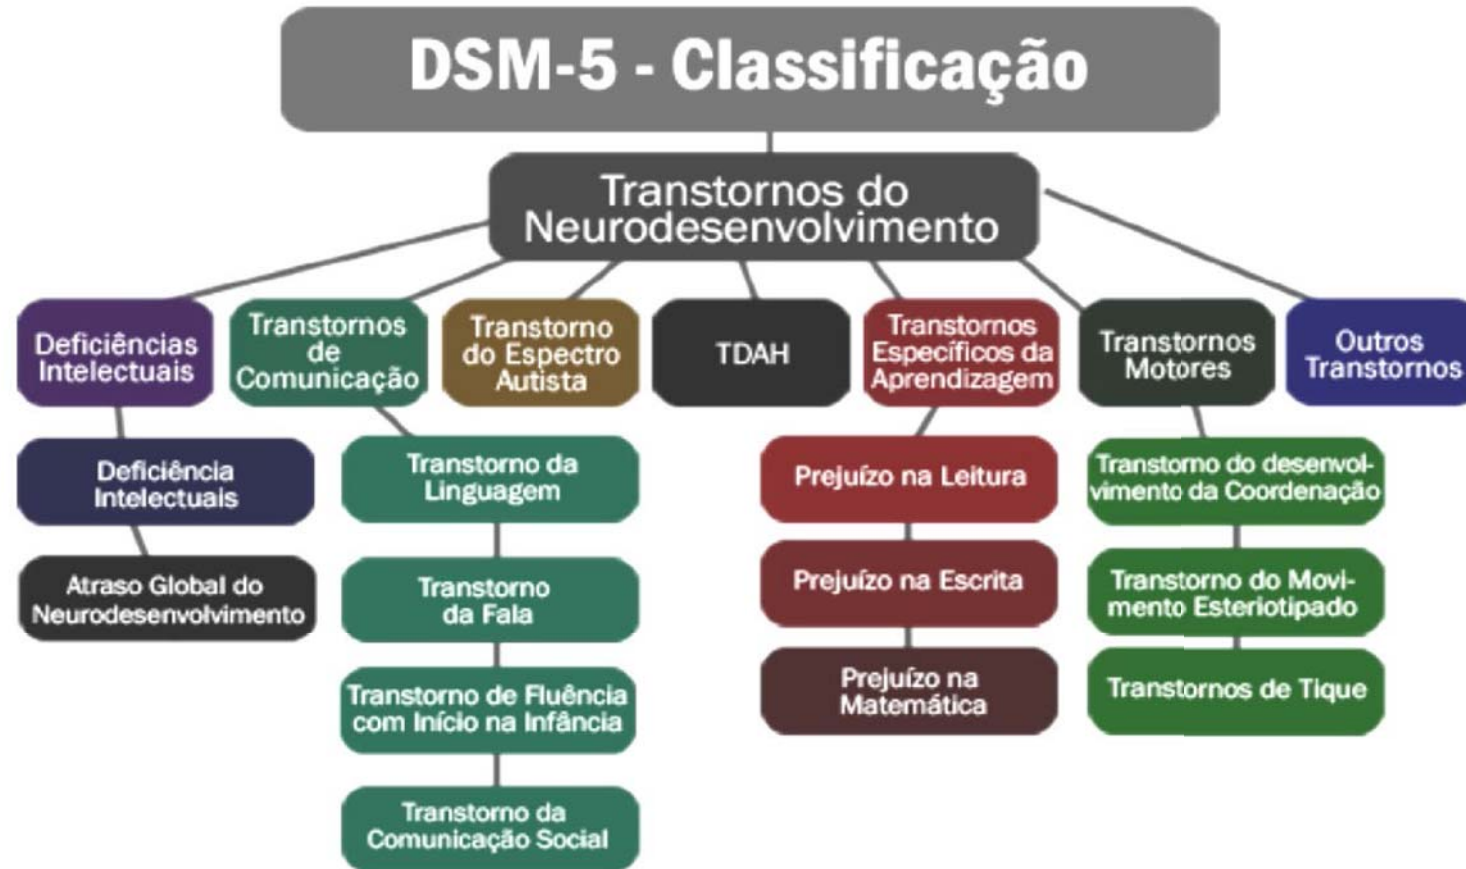 DSM-5 - Classificação
Transtornos do
Neurodesenvolvimento
Deficiências
Intelectuais
Transtornos
de
Comunicação
Transtorno
do Espectro
Autista
TDAH
Transtornos
Específicos da
Aprendizagem
Transtornos
Motores
Outros
Transtornos
Deficiência
Intelectuais
Atraso Global do
Neurodesenvolvimento
Transtorno da
Linguagem
Transtorno
da Fala
Transtorno de Fluência
com Início na Infância
Transtorno da
Comunicação Social
Prejuízo na Leitura
Prejuízo na Escrita
Prejuízo na
Matemática
Transtorno do desenvol-
vimento da Coordenação
Transtorno do Movi-
mento Esteriotipado
Transtornos de Tique